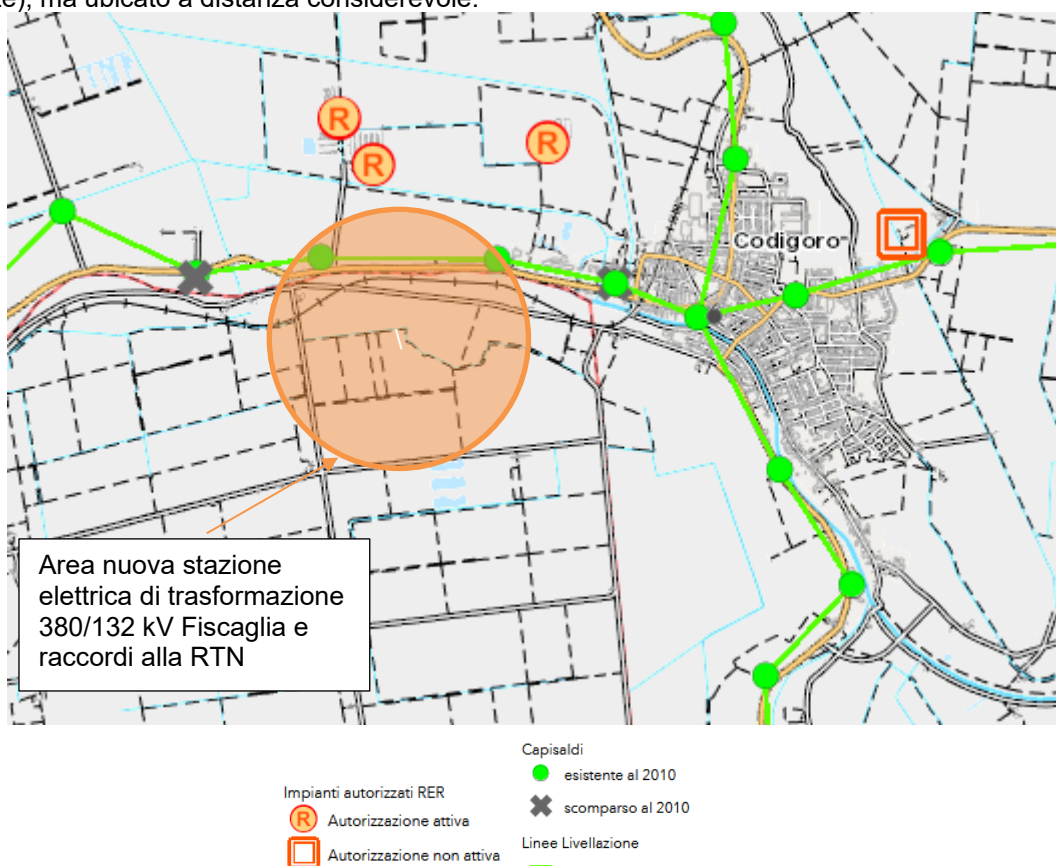 te), ma ubicato a distanza considerevole.
R
R
R
Codigoro
Area nuova stazione
elettrica di trasformazione
380/132 kV Fiscaglia e
raccordi alla RTN
Capisaldi
esistente al 2010
Impianti autorizzati RER
scomparso al 2010
R Autorizzazione attiva
Linee Livellazione
Autorizzazione non attiva